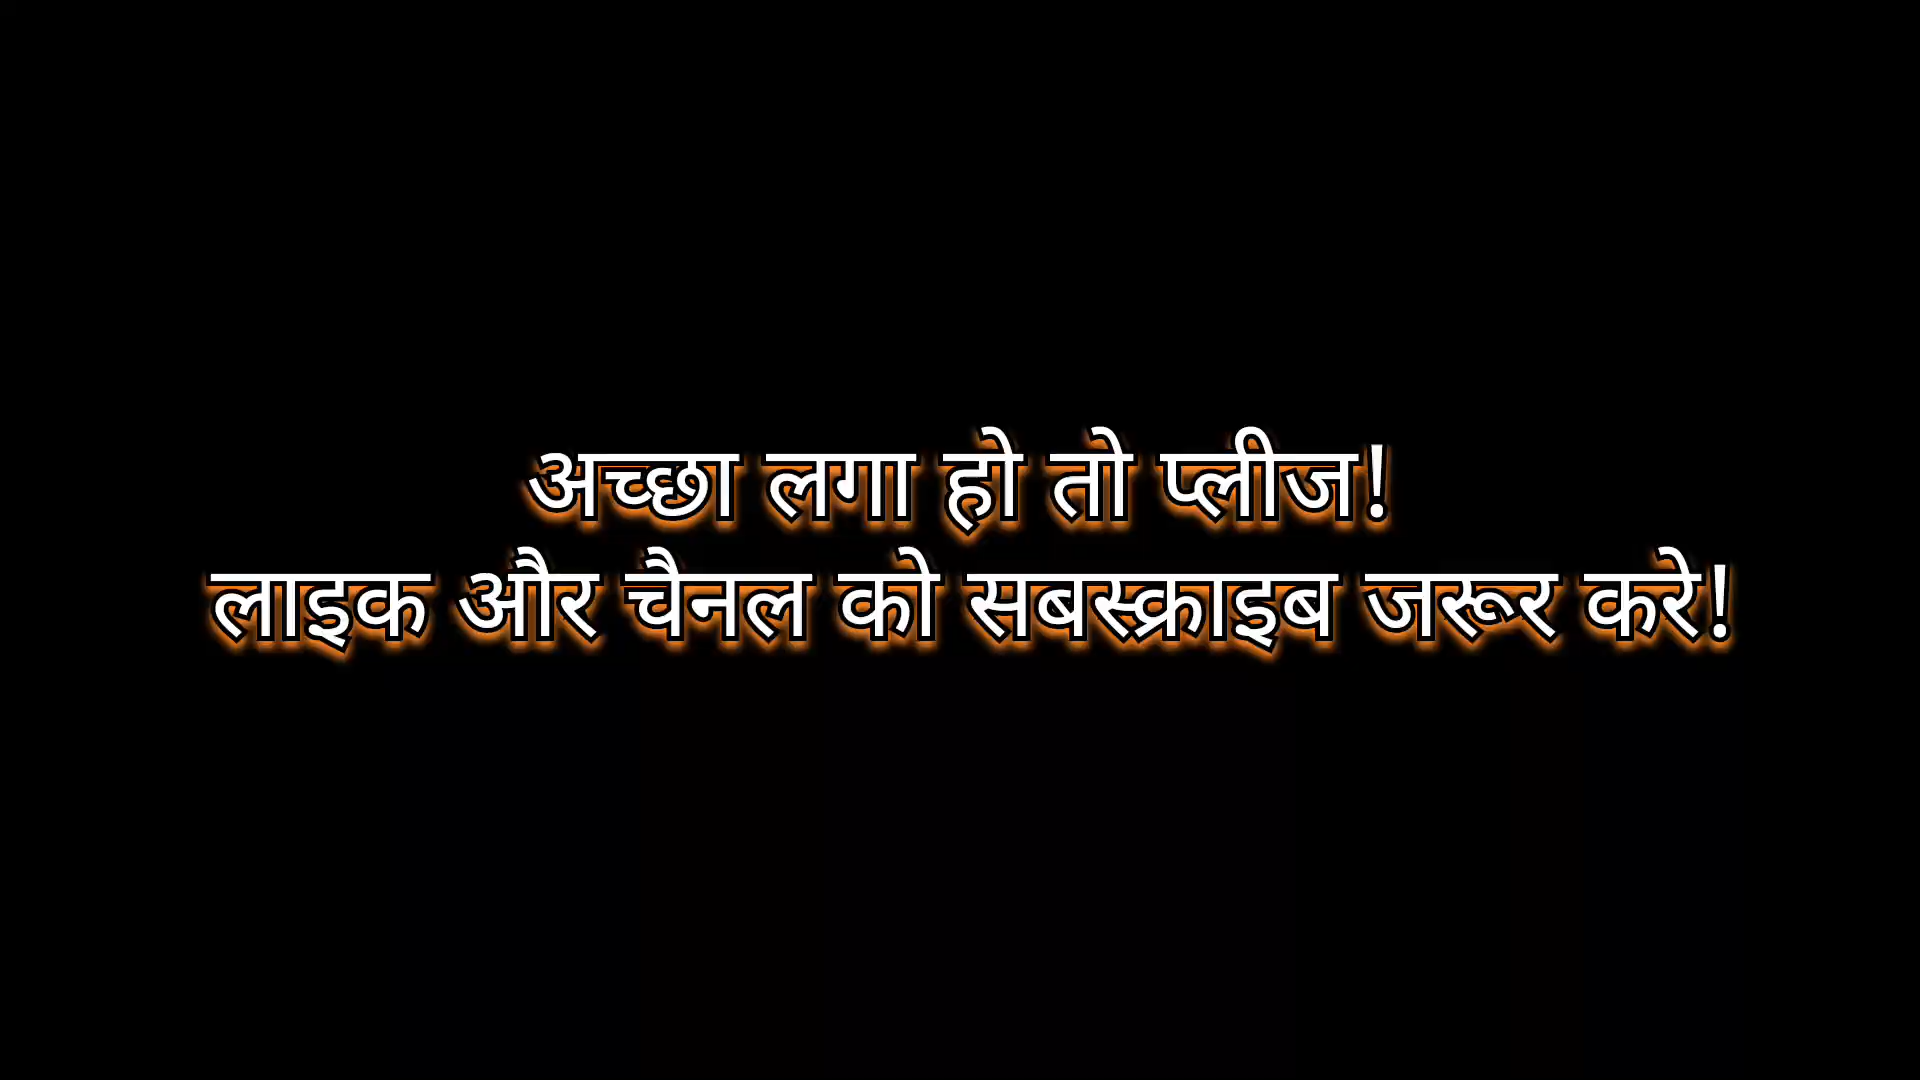 अच्छा लगा हो तो प्लीज!
लाइक और चैनल को सबस्क्राइब जरूर करे!